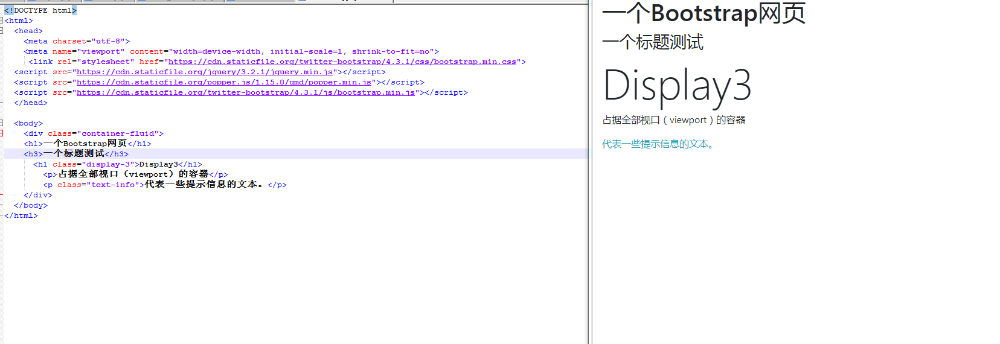 <!DOCTYPE html>
<html>
<head>
<meta charset="utf-8">
<meta name="viewport" content="width=device-width, initial-scale=1, shrink-to-fit=no">
<link rel="stylesheet" href="https://cdn.staticfile.org/twitter-bootstrap/4.3.1/css/bootstrap.min.css">
<script src="https://cdn.staticfile.org/jquery/3.2.1/jquery.min.js"></script>
<script src="https://cdn.staticfile.org/popper.js/1.15.0/umd/popper.min.js"></script>
<script src="https://cdn.staticfile.org/twitter-bootstrap/4.3.1/js/bootstrap.min.js"></script>
</head>
<body>
<div class="container-fluid">
<h1>一个Bootstrap网页</h1>
<h3>一个标题测试</h3>
<h1 class="display-3">Display3</h1>
<p>占据全部视口（viewport）的容器</p>
<p class="text-info">代表一些提示信息的文本。</p>
</div>
</body>
</html>
一个Bootstrap网页
一个标题测试
Display3
占据全部视口（viewport）的容器
代表一些提示信息的文本。